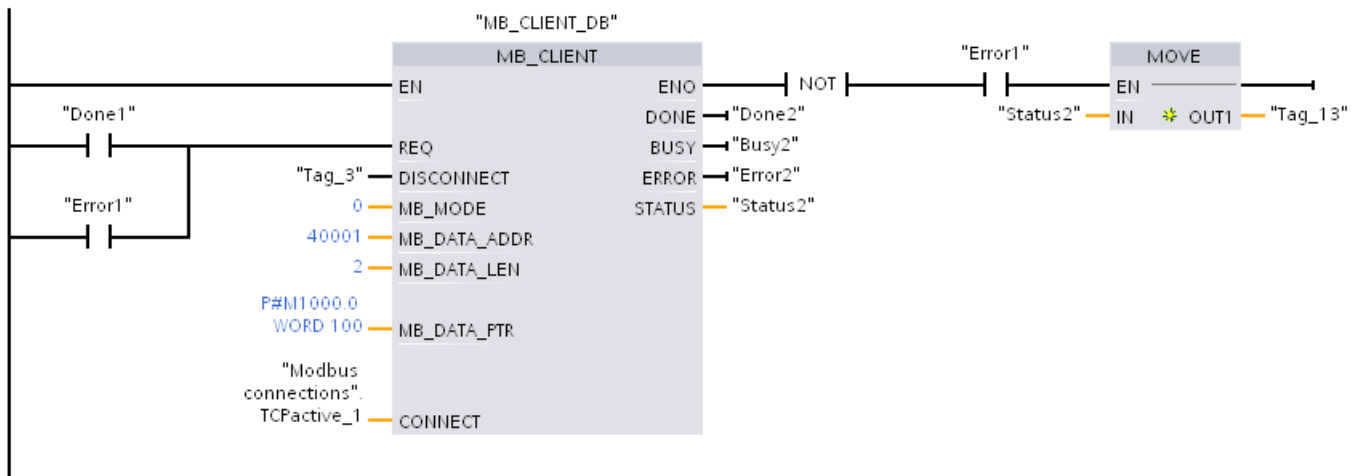 "MB_CLIENT_DB"
MB_CLIENT
"Error1"
MOVE
EN
ENO
NOT
EN
"Done1"
DONE
"Done2"
"Status2"
IN
OUT1
"Tag_13"
REQ
BUSY
"Busy2"
"Tag_3"
DISCONNECT
ERROR
"Error2"
"Error1"
0
MB_MODE
STATUS
"Status2"
40001
MB_DATA_ADDR
2
MB_DATA_LEN
P#M1000.0
WORD 100
MB_DATA_PTR
"Modbus
connections".
TCPactive_1
CONNECT